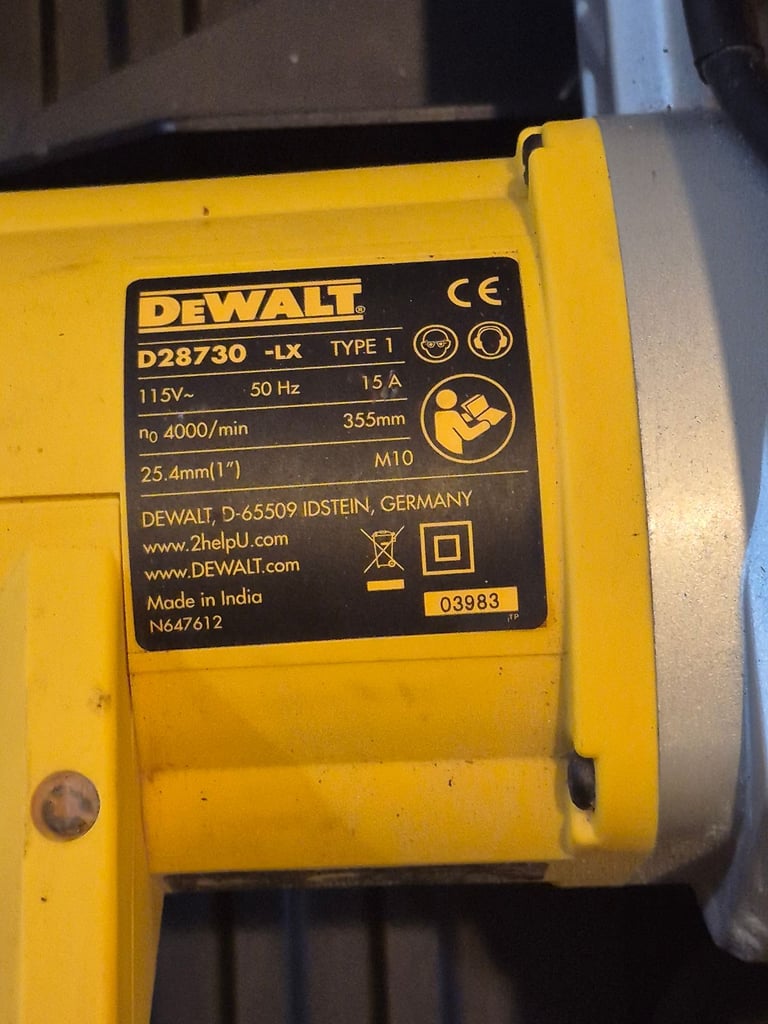 DEWALT®
CE
D28730 -LX TYPE 1
115V~ 50 Hz 15 A
n0 4000/min 355mm
25.4mm(1") M10
DEWALT, D-65509 IDSTEIN, GERMANY
www.2helpU.com
www.DEWALT.com
Made in India
N647612
03983
TP